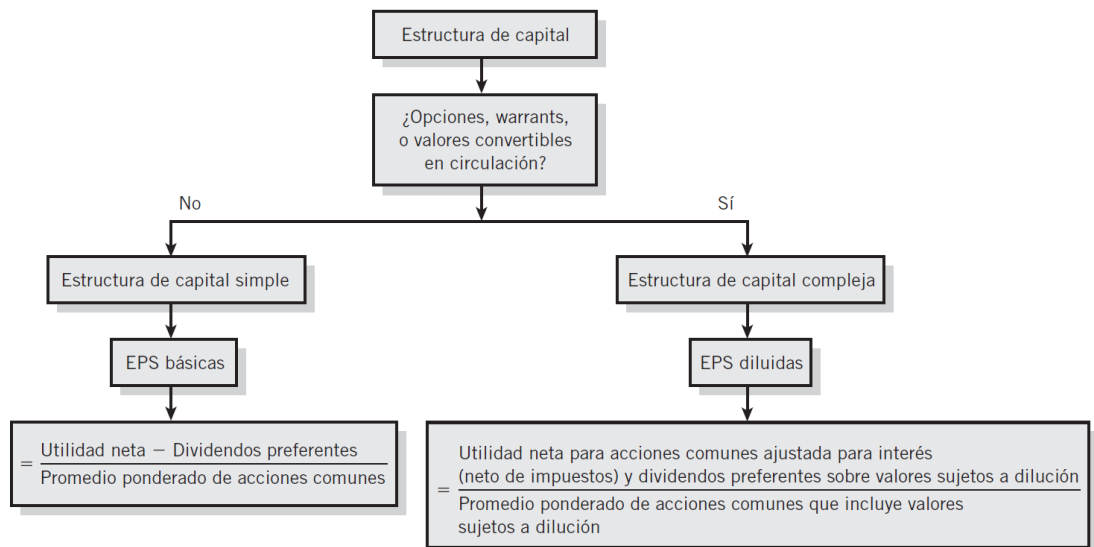 Estructura de capital
¿Opciones, warrants,
o valores convertibles
en circulación?
No
Sí
Estructura de capital simple
Estructura de capital compleja
EPS básicas
EPS diluidas
= Utilidad neta − Dividendos preferentes
Promedio ponderado de acciones comunes
= Utilidad neta para acciones comunes ajustada para interés
(neto de impuestos) y dividendos preferentes sobre valores sujetos a dilución
Promedio ponderado de acciones comunes que incluye valores
sujetos a dilución